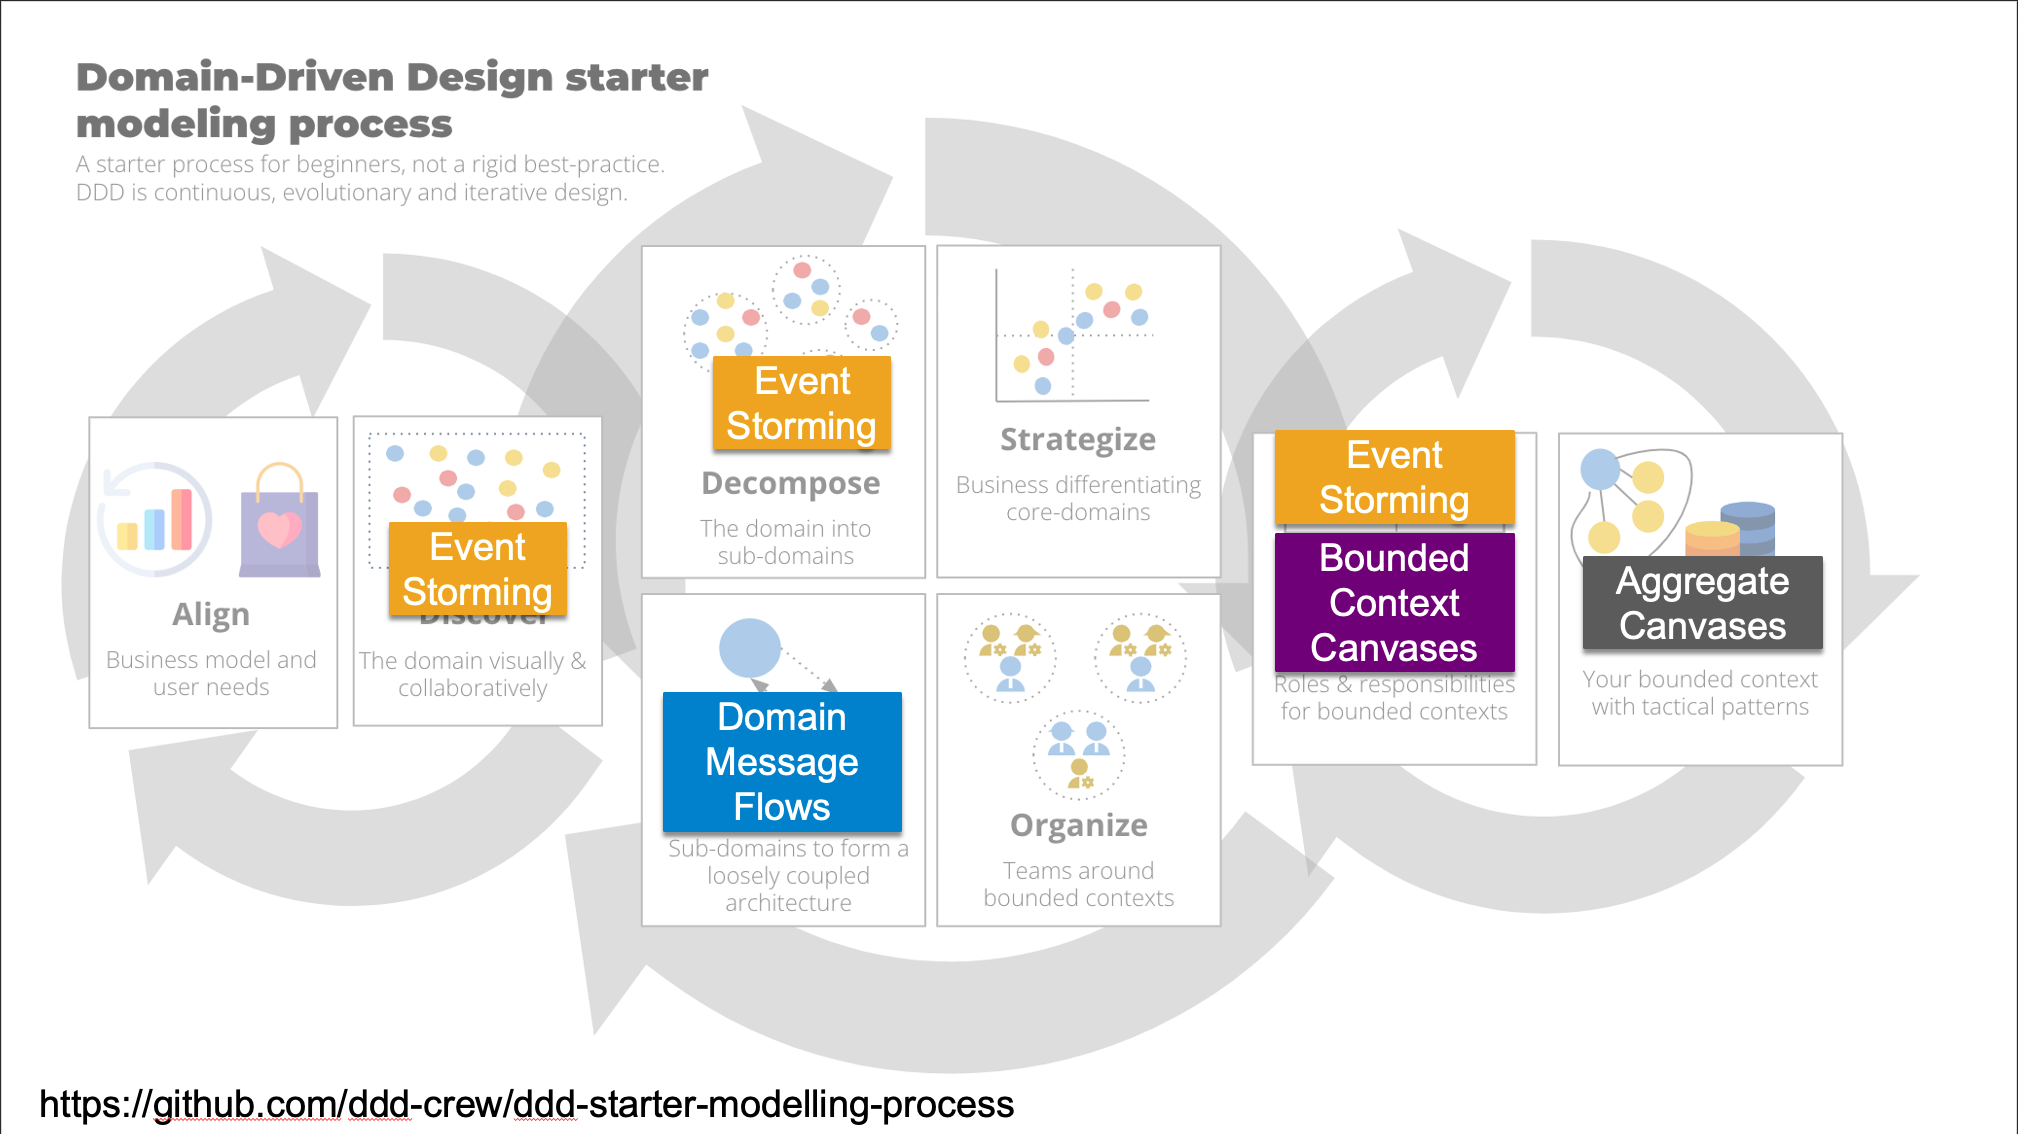 Domain-Driven Design starter
modeling process
A starter process for beginners, not a rigid best-practice.
DDD is continuous, evolutionary and iterative design.
Align
Business model and
user needs
Event
Storming
Discover
The domain visually &
collaboratively
Event
Storming
Decompose
The domain into
sub-domains
Strategize
Business differentiating
core-domains
Domain
Message
Flows
Sub-domains to form a
loosely coupled
architecture
Organize
Teams around
bounded contexts
Event
Storming
Bounded
Context
Canvases
Roles & responsibilities
for bounded contexts
Aggregate
Canvases
Your bounded context
with tactical patterns
https://github.com/ddd-crew/ddd-starter-modelling-process